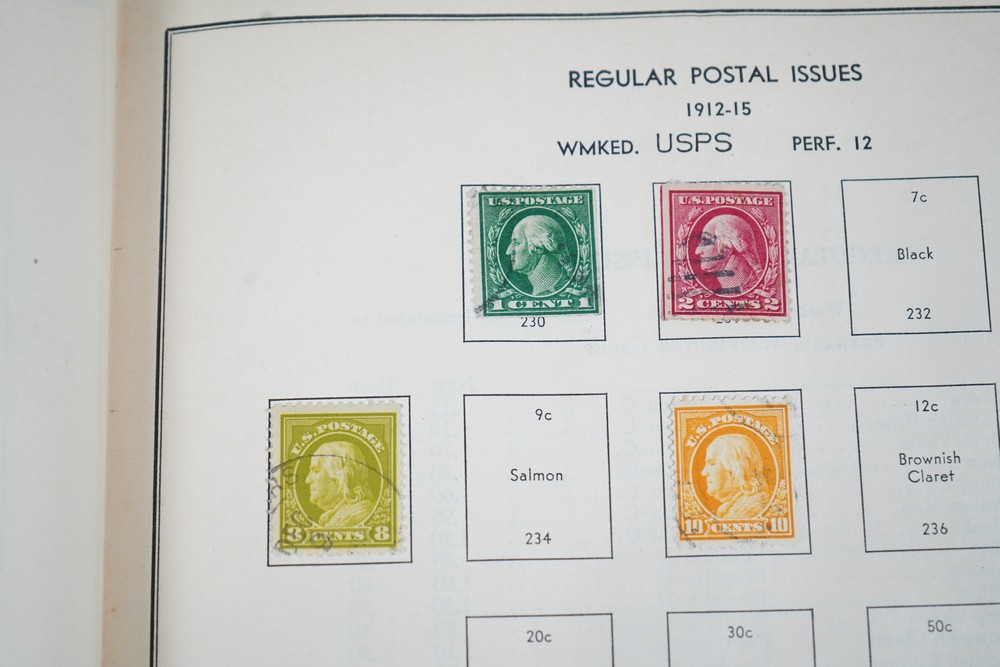 REGULAR POSTAL ISSUES
1912-15
WMKED. USPS PERF. 12
U.S.POSTAGE
1 CENT 1
230
U.S.POSTAGE
2 CENTS 2
7c
Black
232
U.S.POSTAGE
8 CENTS 8
9c
Salmon
234
U.S.POSTAGE
10 CENTS 10
12c
Brownish
Claret
236
20c
30c
50c